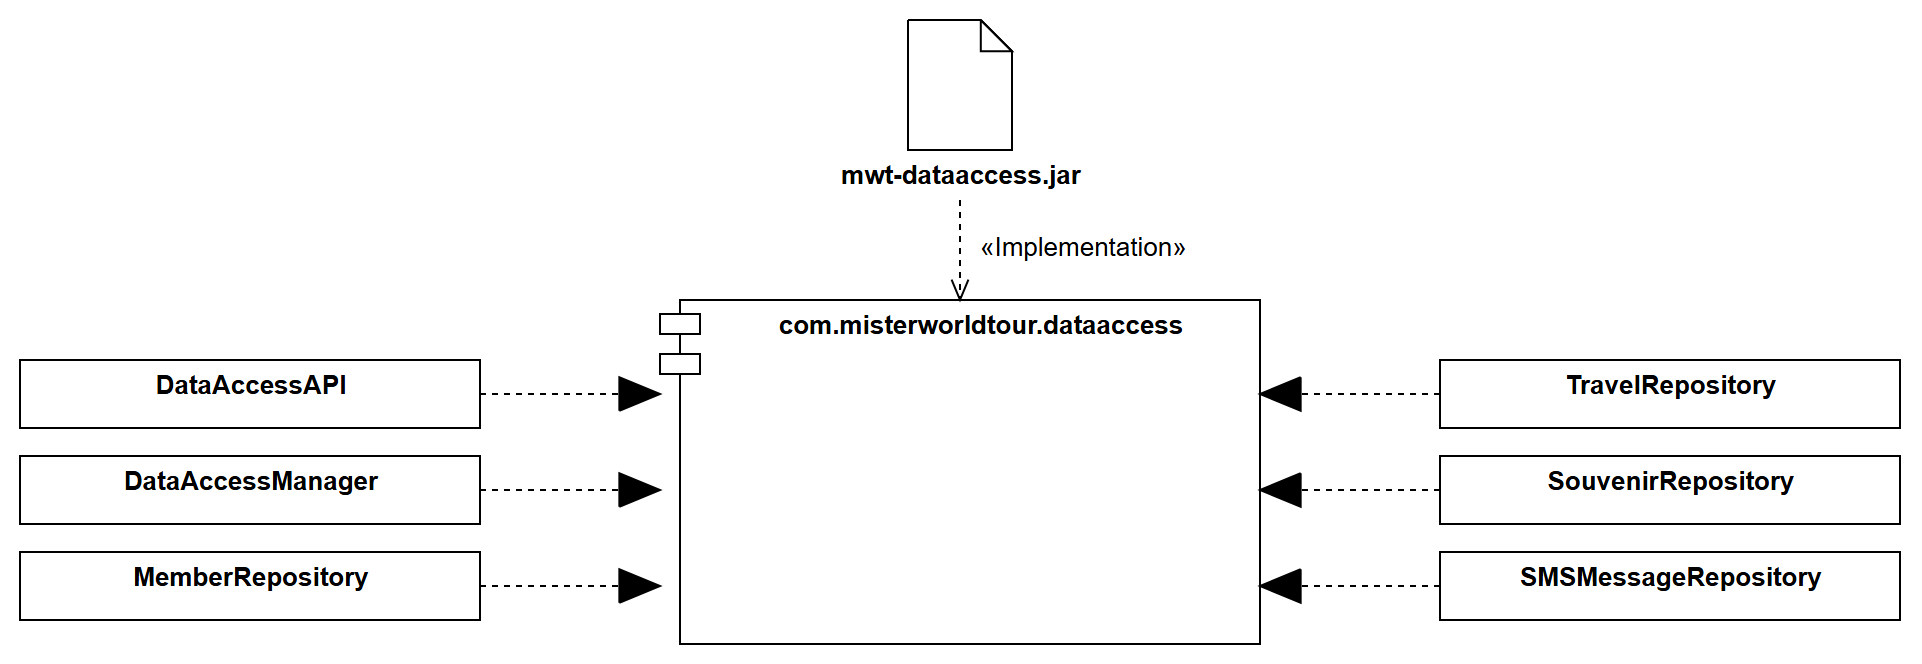 mwt-dataaccess.jar
«Implementation»
com.misterworldtour.dataaccess
DataAccessAPI
DataAccessManager
MemberRepository
TravelRepository
SouvenirRepository
SMSMessageRepository